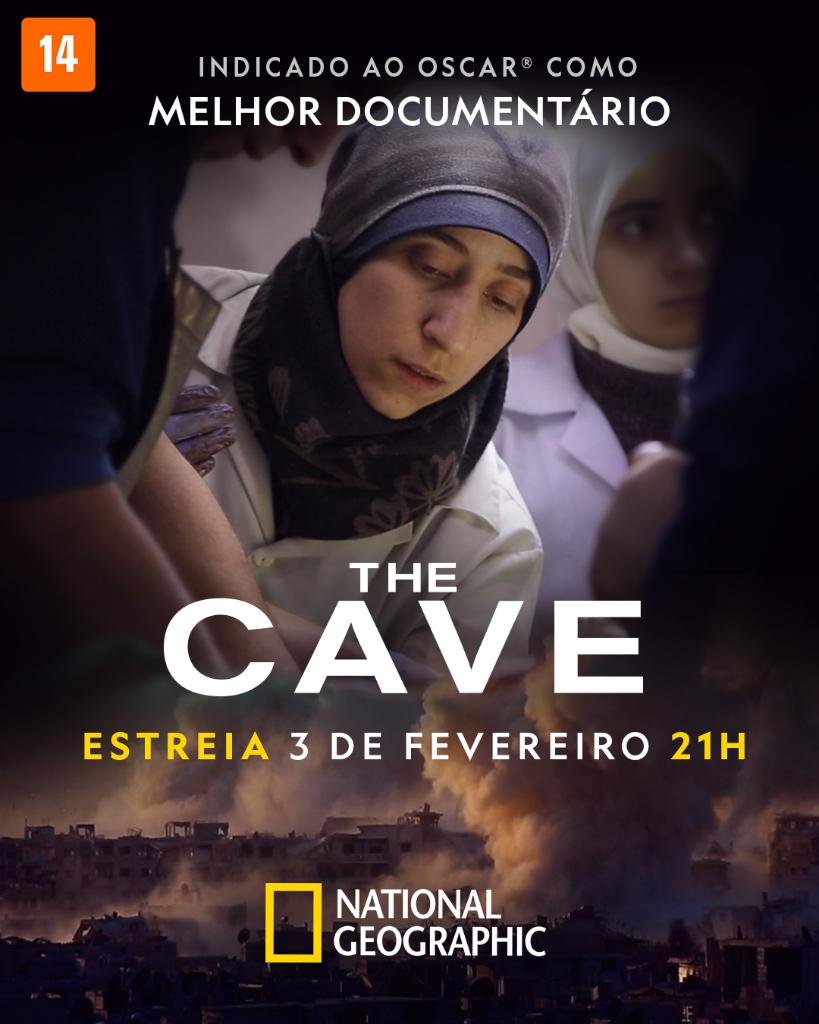 14
INDICADO AO OSCAR® COMO
MELHOR DOCUMENTÁRIO
THE
CAVE
ESTREIA 3 DE FEVEREIRO 21H
NATIONAL
GEOGRAPHIC